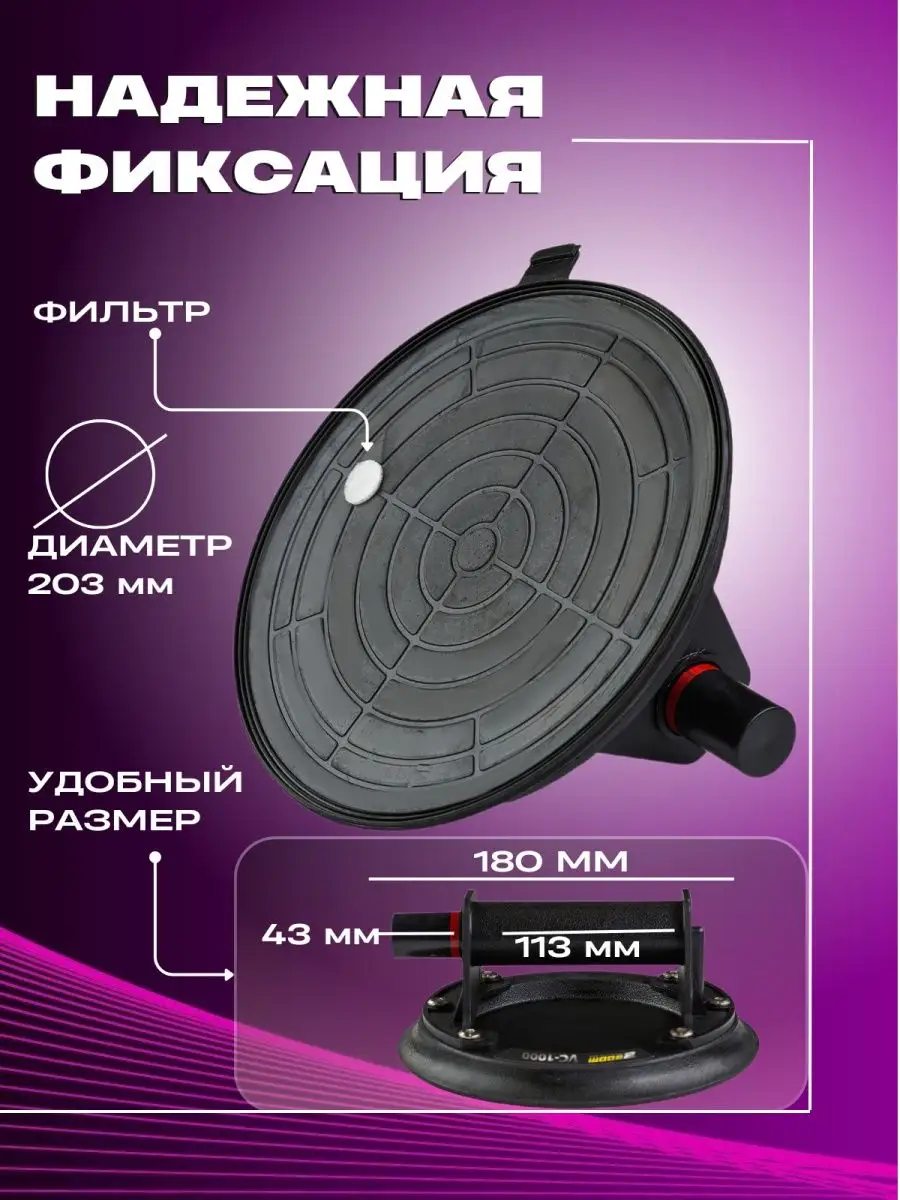 НАДЕЖНАЯ
ФИКСАЦИЯ
ФИЛЬТР
ДИАМЕТР
203 мм
УДОБНЫЙ
РАЗМЕР
180 ММ
43 мм
113 мм
VC-1000